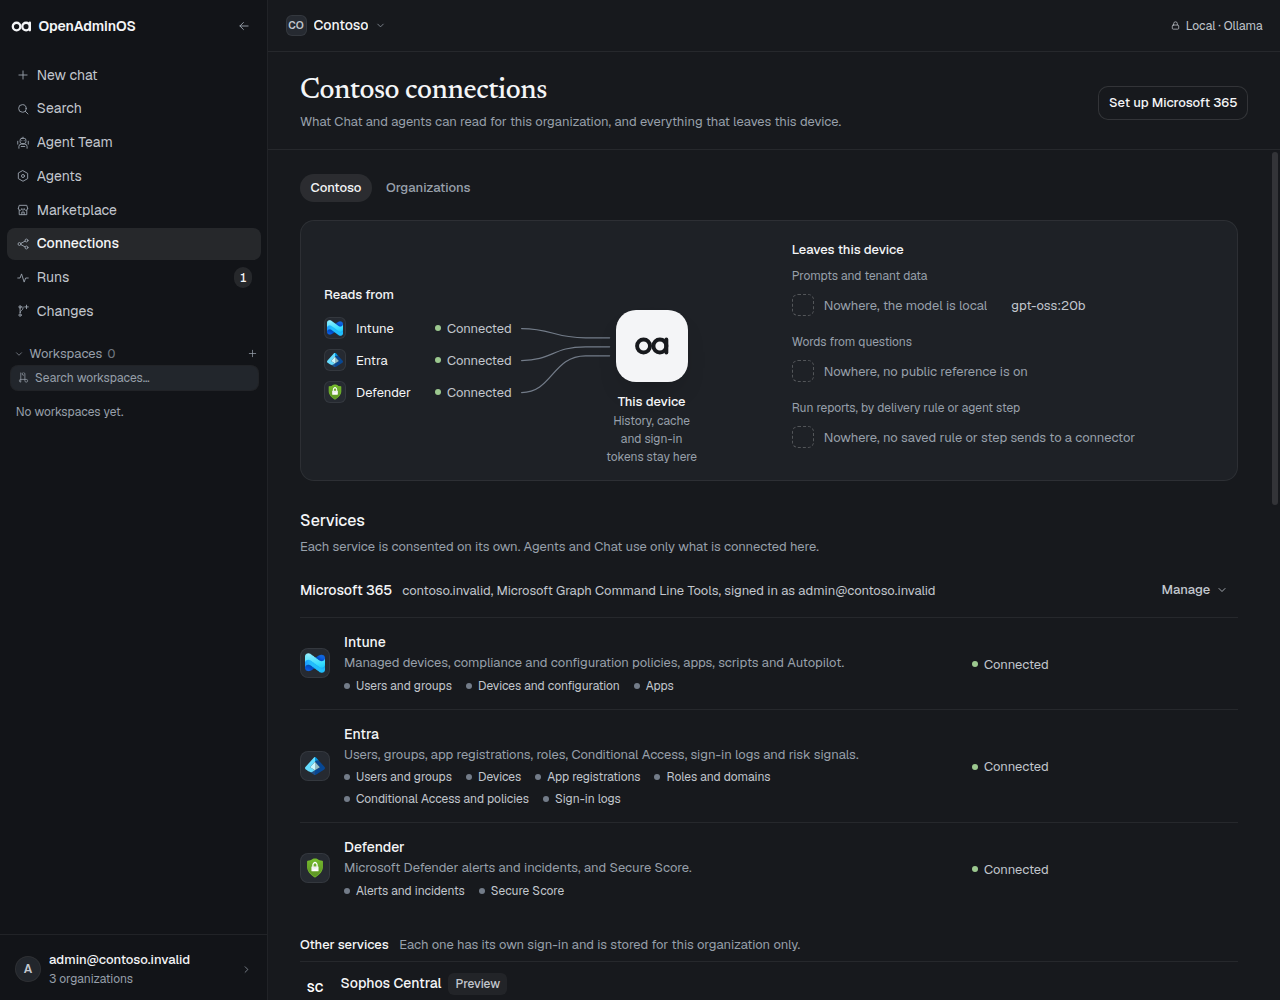 OpenAdminOS
New chat
Search
Agent Team
Agents
Marketplace
Connections
Runs 1
Changes
Workspaces 0
Search workspaces...
No workspaces yet.
A
admin@contoso.invalid
3 organizations
CO Contoso
Local · Ollama
Contoso connections
What Chat and agents can read for this organization, and everything that leaves this device.
Set up Microsoft 365
Contoso Organizations
Reads from
Intune Connected
Entra Connected
Defender Connected
This device
History, cache
and sign-in
tokens stay here
Leaves this device
Prompts and tenant data
Nowhere, the model is local gpt-oss:20b
Words from questions
Nowhere, no public reference is on
Run reports, by delivery rule or agent step
Nowhere, no saved rule or step sends to a connector
Services
Each service is consented on its own. Agents and Chat use only what is connected here.
Microsoft 365 contoso.invalid, Microsoft Graph Command Line Tools, signed in as admin@contoso.invalid Manage
Intune
Managed devices, compliance and configuration policies, apps, scripts and Autopilot.
Users and groups Devices and configuration Apps
Connected
Entra
Users, groups, app registrations, roles, Conditional Access, sign-in logs and risk signals.
Users and groups Devices App registrations Roles and domains
Conditional Access and policies Sign-in logs
Connected
Defender
Microsoft Defender alerts and incidents, and Secure Score.
Alerts and incidents Secure Score
Connected
Other services Each one has its own sign-in and is stored for this organization only.
SC Sophos Central Preview